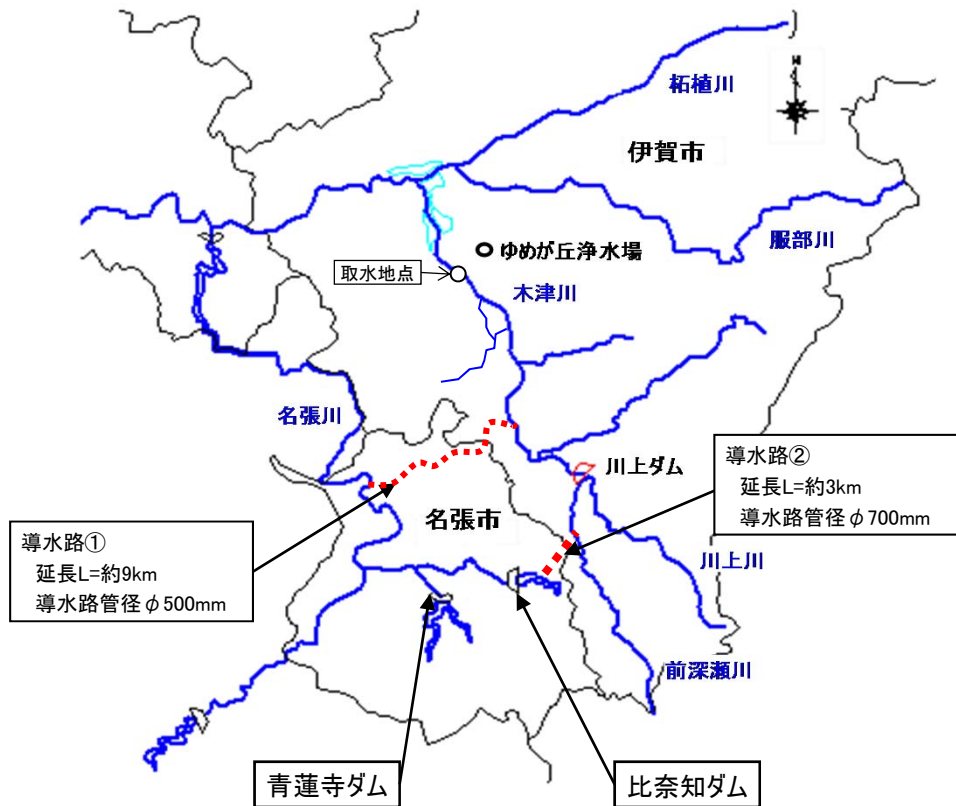 N
柘植川
伊賀市
服部川
ゆめが丘浄水場
取水地点
木津川
名張川
川上ダム
導水路②
延長L=約3km
導水路管径φ700mm
名張市
導水路①
延長L=約9km
導水路管径φ500mm
川上川
前深瀬川
青蓮寺ダム
比奈知ダム